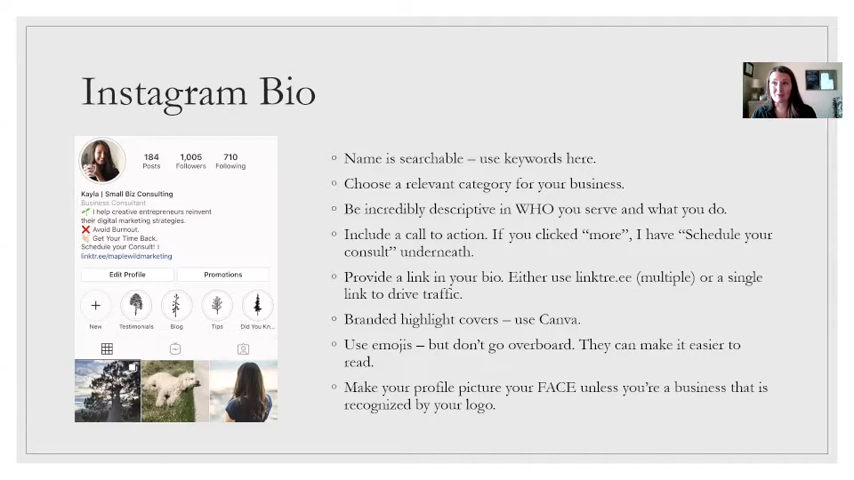 Instagram Bio
184 1,005 710
Posts Followers Following
Kayla | Small Biz Consulting
Business Consultant
🌱 I help creative entrepreneurs reinvent
their digital marketing strategies.
❌ Avoid Burnout.
Get Your Time Back.
Schedule your Consult!
linktr.ee/maplewildmarketing
Edit Profile Promotions
New Testimonials Blog Tips Did You Kn...
◦ Name is searchable – use keywords here.
◦ Choose a relevant category for your business.
◦ Be incredibly descriptive in WHO you serve and what you do.
◦ Include a call to action. If you clicked “more”, I have “Schedule your
consult” underneath.
◦ Provide a link in your bio. Either use linktr.ee (multiple) or a single
link to drive traffic.
◦ Branded highlight covers – use Canva.
◦ Use emojis – but don’t go overboard. They can make it easier to
read.
◦ Make your profile picture your FACE unless you’re a business that is
recognized by your logo.